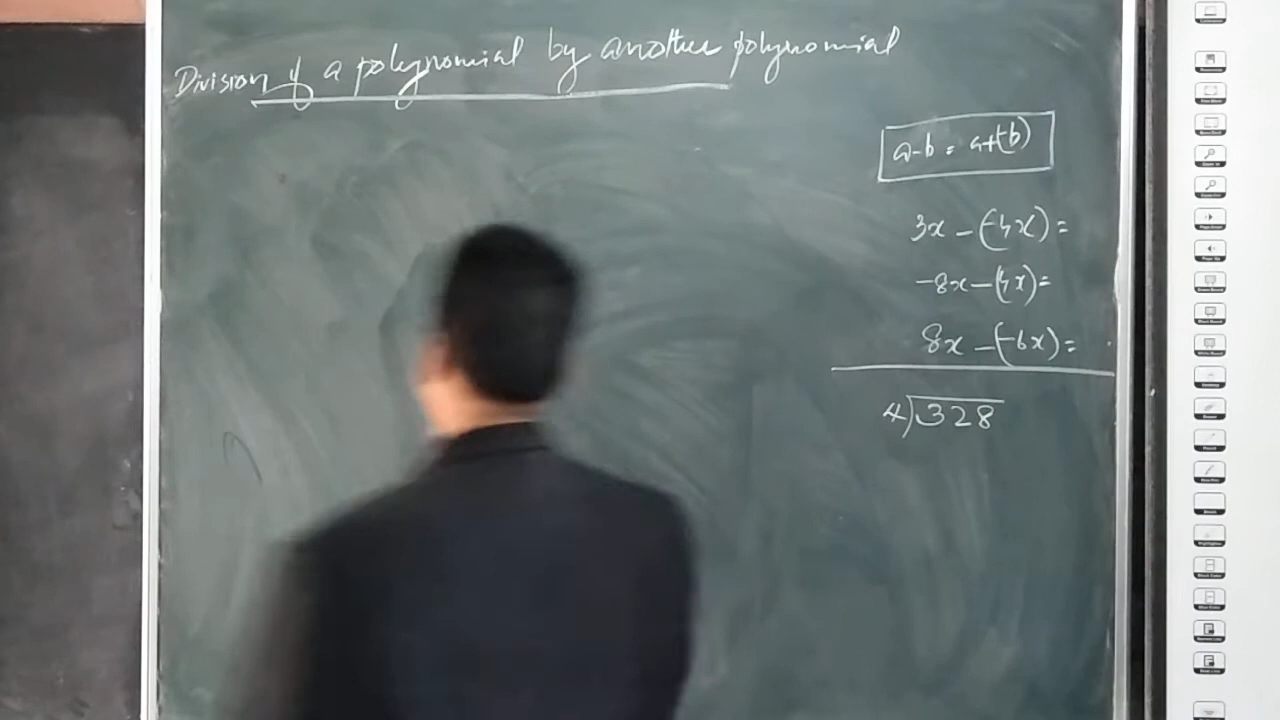 Division of a polynomial by another polynomial
a-b = a+(-b)
3x - (-4x) =
-8x - (4x) =
8x - (-6x) =
4)328